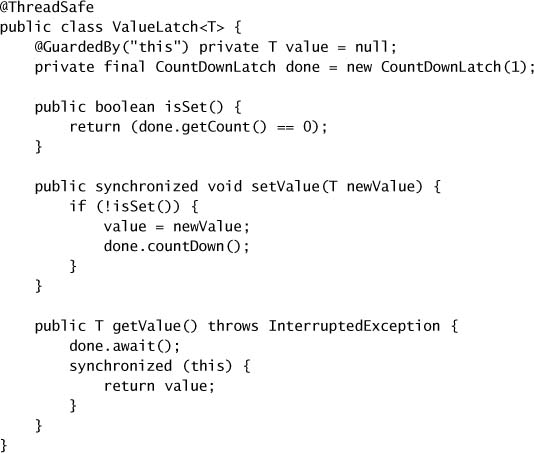 @ThreadSafe
public class ValueLatch<T> {
    @GuardedBy("this") private T value = null;
    private final CountDownLatch done = new CountDownLatch(1);

    public boolean isSet() {
        return (done.getCount() == 0);
    }

    public synchronized void setValue(T newValue) {
        if (!isSet()) {
            value = newValue;
            done.countDown();
        }
    }

    public T getValue() throws InterruptedException {
        done.await();
        synchronized (this) {
            return value;
        }
    }
}